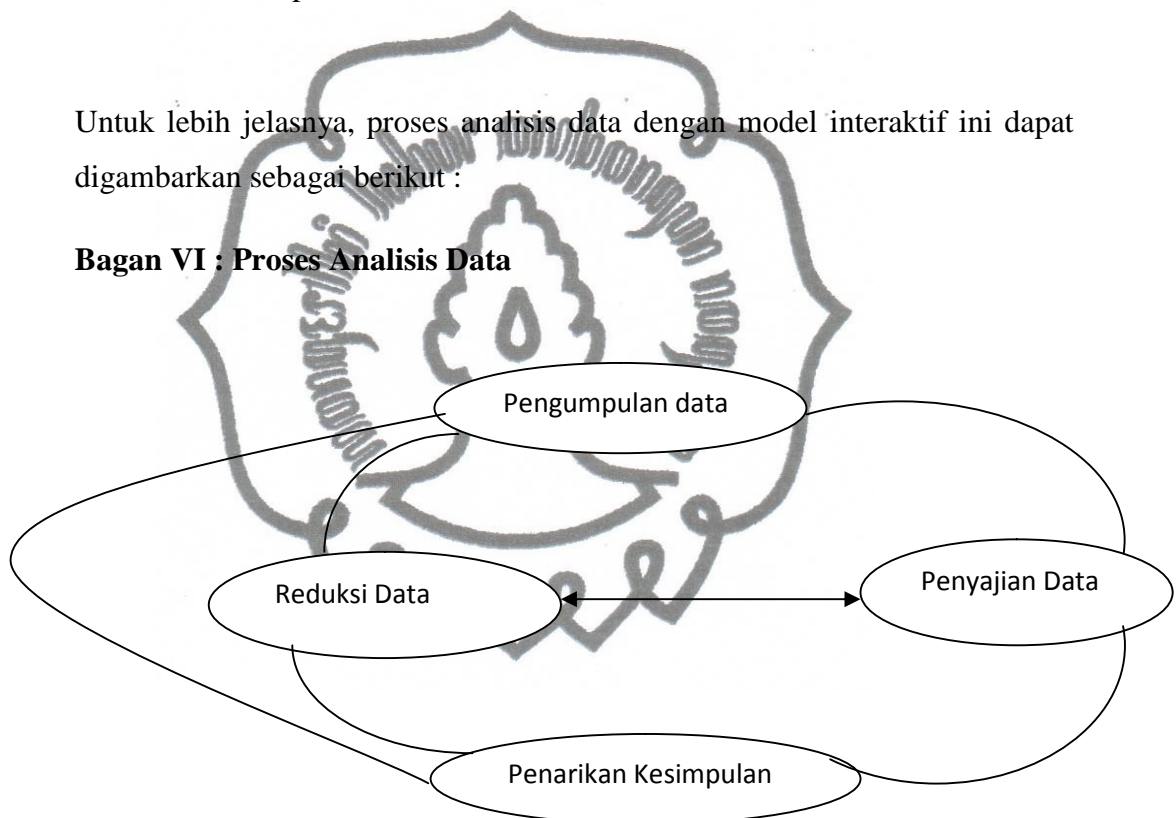 Untuk lebih jelasnya, proses analisis data dengan model interaktif ini dapat
digambarkan sebagai berikut :
Bagan VI : Proses Analisis Data
Pengumpulan data
Reduksi Data
Penyajian Data
Penarikan Kesimpulan